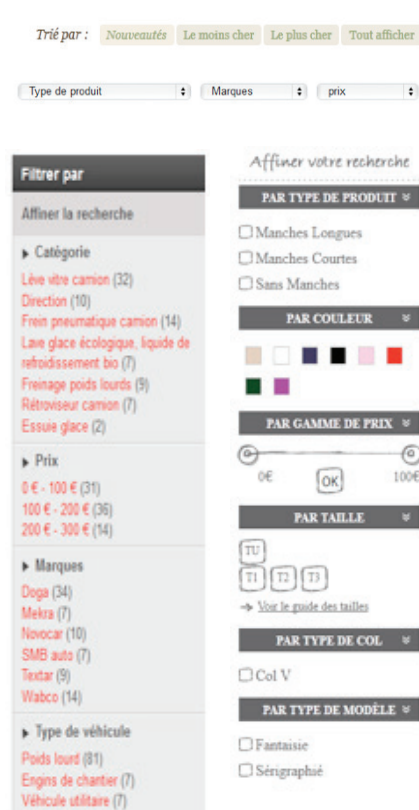 Trié par : Nouveautés Le moins cher Le plus cher Tout afficher
Type de produit Marques prix
Filtrer par
Affiner la recherche
Catégorie
Lève vitre camion (32)
Direction (10)
Frein pneumatique camion (14)
Lave glace écologique, liquide de
refroidissement bio (7)
Freinage poids lourds (9)
Rétroviseur camion (7)
Essuie glace (2)
Prix
0 € - 100 € (31)
100 € - 200 € (36)
200 € - 300 € (14)
Marques
Doga (34)
Mekra (7)
Novocar (10)
SMB auto (7)
Textar (9)
Wabco (14)
Type de véhicule
Poids lourd (81)
Engins de chantier (7)
Véhicule utilitaire (7)
Affiner votre recherche
PAR TYPE DE PRODUIT
Manches Longues
Manches Courtes
Sans Manches
PAR COULEUR
PAR GAMME DE PRIX
0€ OK 100€
PAR TAILLE
TU
T1 T2 T3
Voir le guide des tailles
PAR TYPE DE COL
Col V
PAR TYPE DE MODÈLE
Fantaisie
Sérigraphié